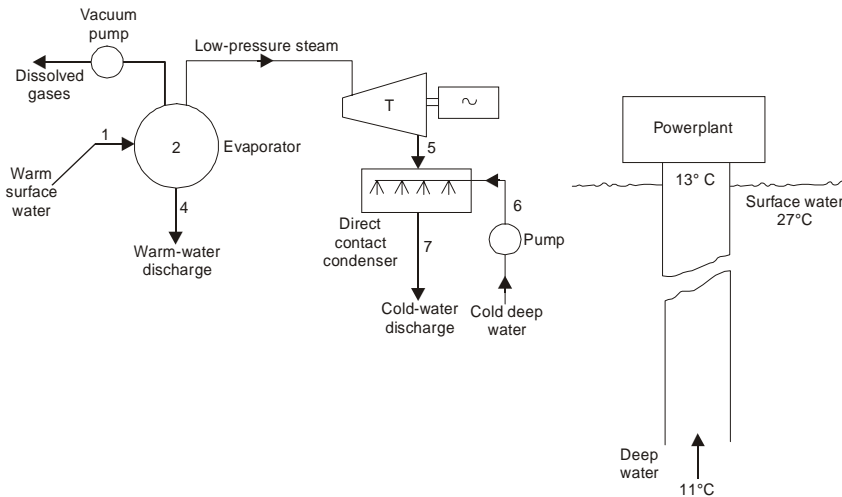 Vacuum
pump
Low-pressure steam
Dissolved
gases
T
~
1
2
Evaporator
5
Warm
surface
water
4
6
Direct
contact
condenser
7
Pump
Warm-water
discharge
Cold-water
discharge
Cold deep
water
Powerplant
13° C
Surface water
27°C
Deep
water
11°C